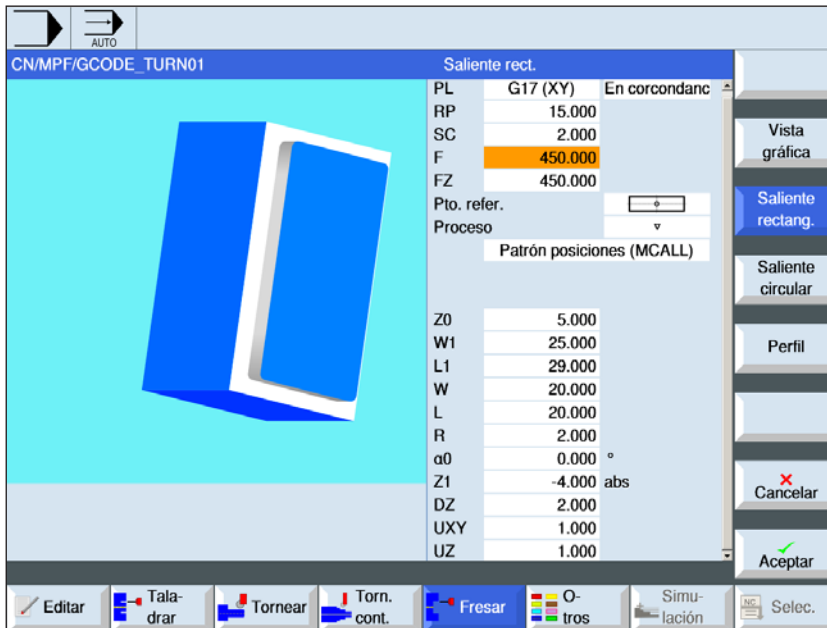 AUTO
CN/MPF/GCODE_TURN01
Saliente rect.
PL G17 (XY) En corcondanc
RP 15.000
SC 2.000
F 450.000
FZ 450.000
Pto. refer.
Proceso
Patrón posiciones (MCALL)
Z0 5.000
W1 25.000
L1 29.000
W 20.000
L 20.000
R 2.000
α0 0.000 °
Z1 -4.000 abs
DZ 2.000
UXY 1.000
UZ 1.000
Vista
gráfica
Saliente
rectang.
Saliente
circular
Perfil
Cancelar
Aceptar
Editar
Tala-
drar
Tornear
Torn.
cont.
Fresar
O-
tros
Simu-
lación
NC
Selec.